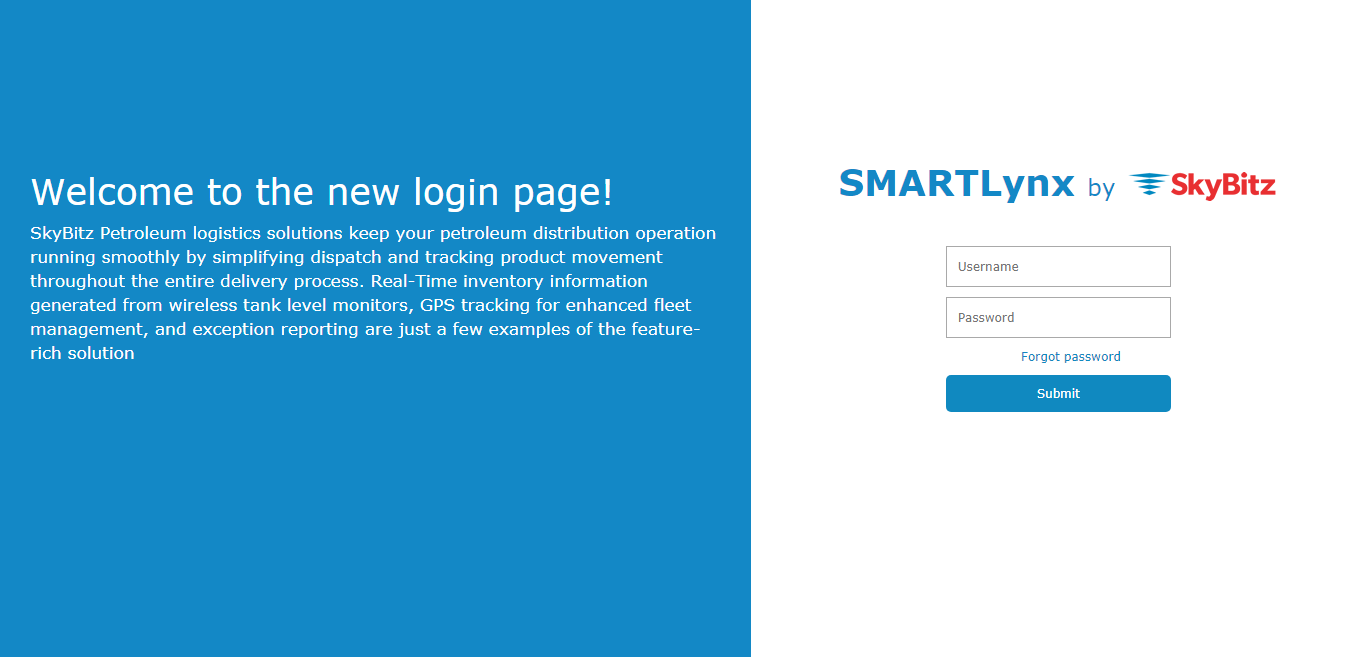 Welcome to the new login page!
SkyBitz Petroleum logistics solutions keep your petroleum distribution operation
running smoothly by simplifying dispatch and tracking product movement
throughout the entire delivery process. Real-Time inventory information
generated from wireless tank level monitors, GPS tracking for enhanced fleet
management, and exception reporting are just a few examples of the feature-
rich solution
SMARTLynx by SkyBitz
Username
Password
Forgot password
Submit